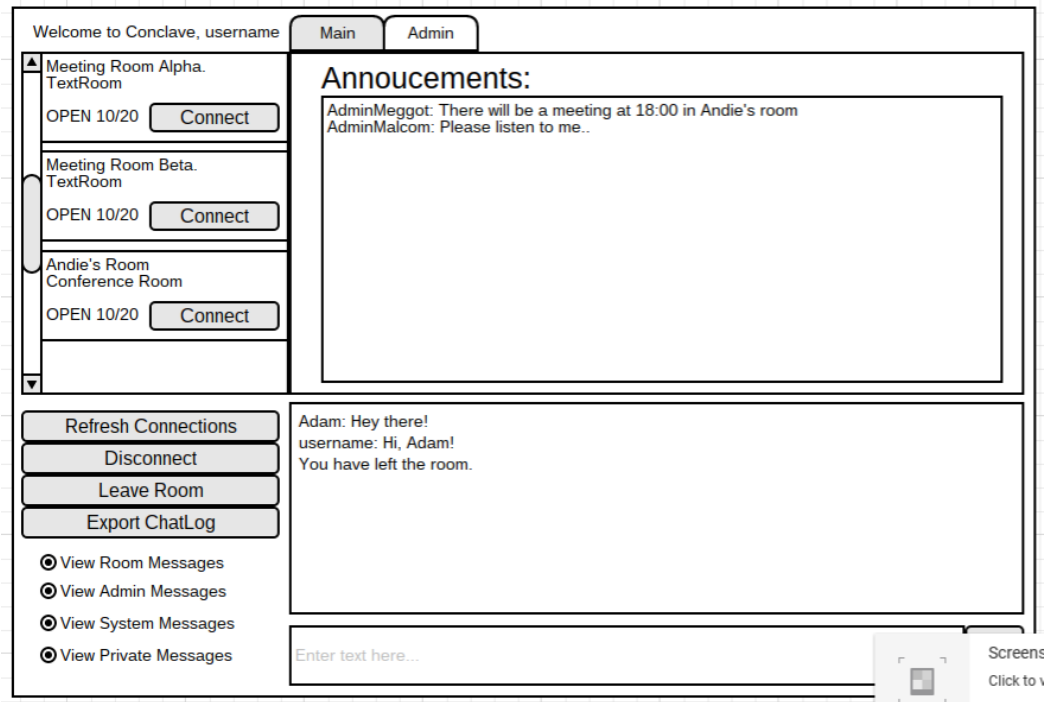 Welcome to Conclave, username
Main
Admin
Meeting Room Alpha.
TextRoom
OPEN 10/20
Connect
Meeting Room Beta.
TextRoom
OPEN 10/20
Connect
Andie's Room
Conference Room
OPEN 10/20
Connect
Annoucements:
AdminMeggot: There will be a meeting at 18:00 in Andie's room
AdminMalcom: Please listen to me..
Refresh Connections
Disconnect
Leave Room
Export ChatLog
View Room Messages
View Admin Messages
View System Messages
View Private Messages
Adam: Hey there!
username: Hi, Adam!
You have left the room.
Enter text here...
Screens
Click to v